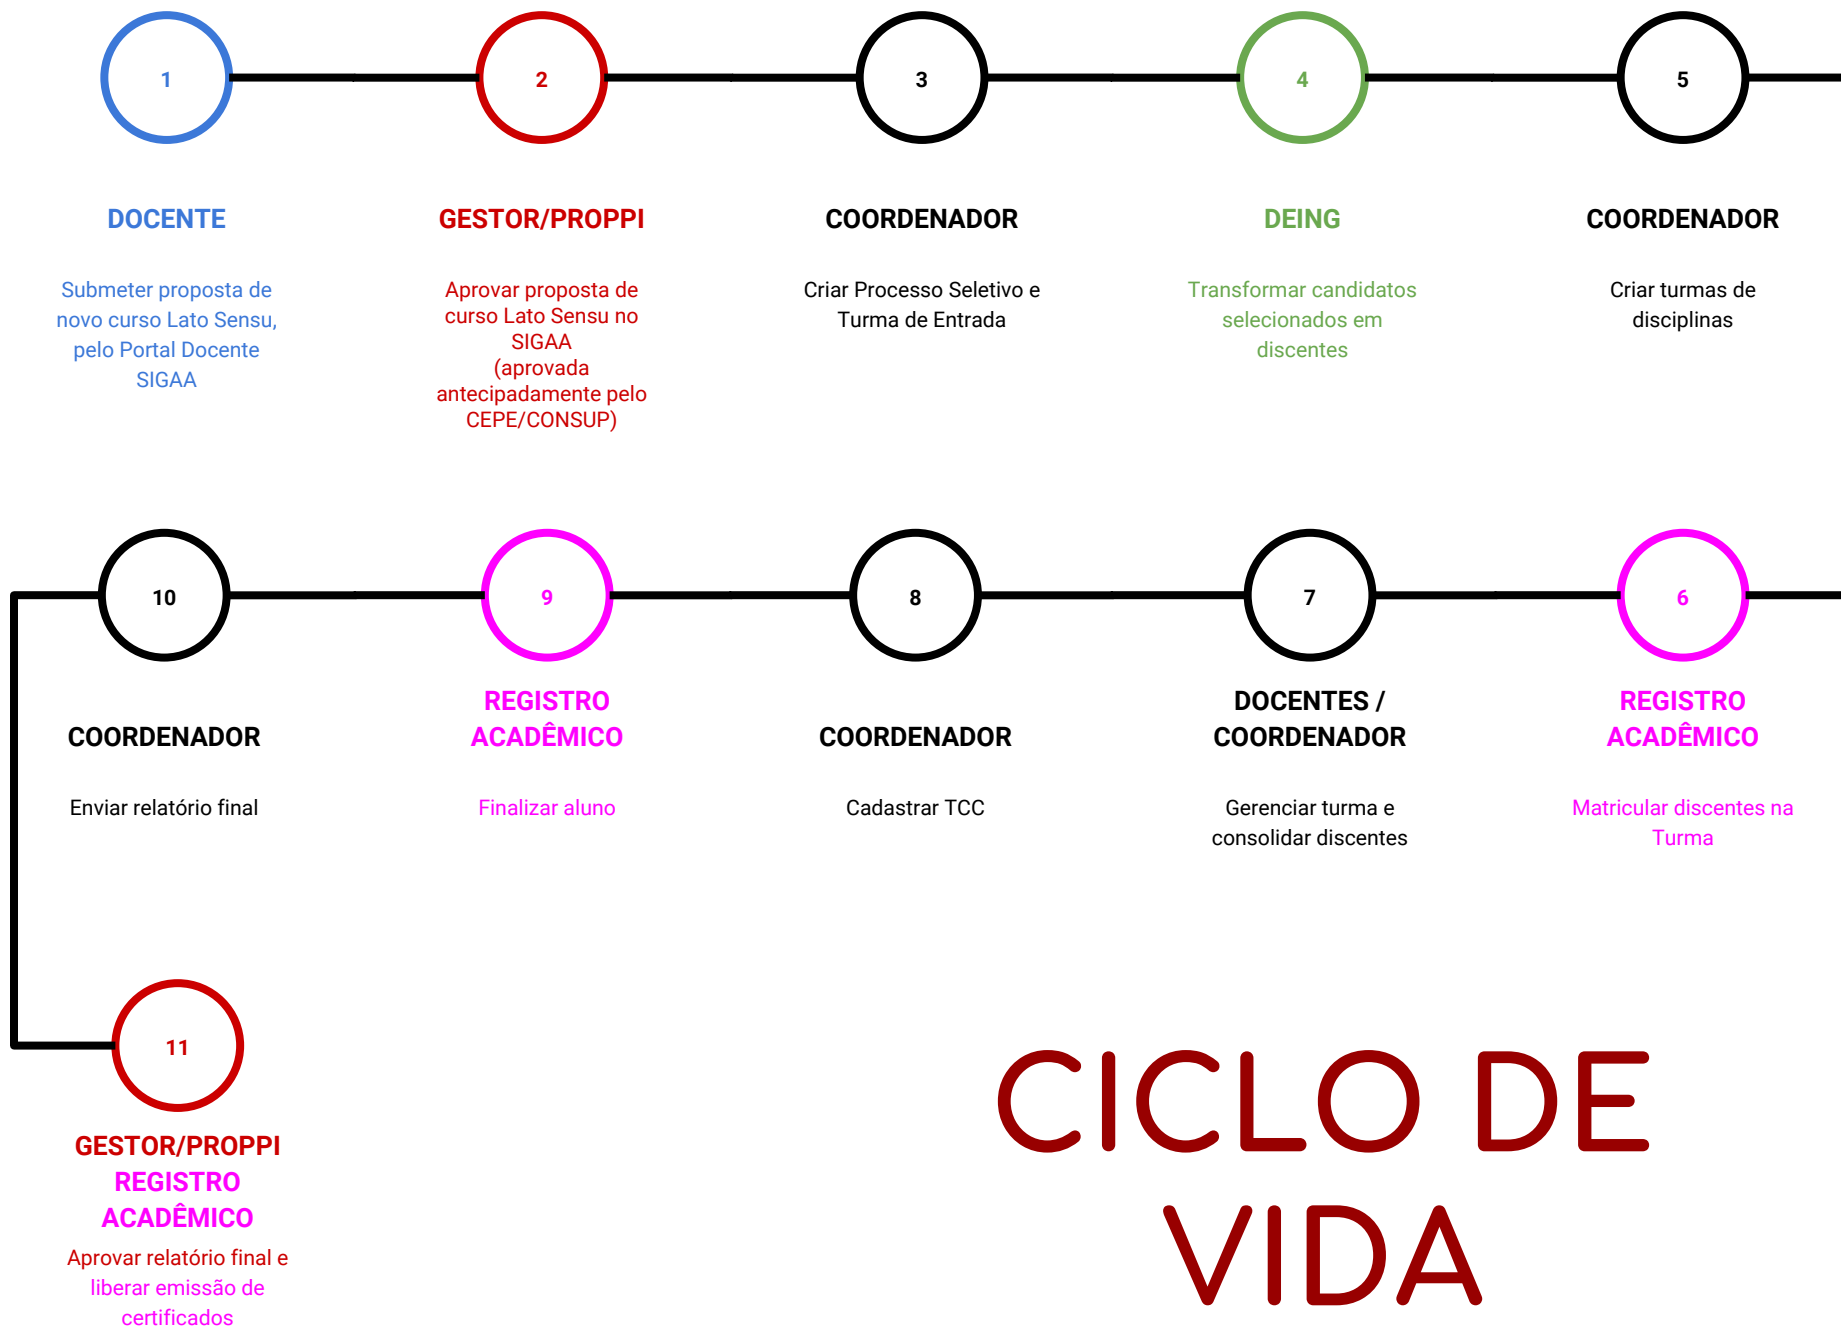 1
2
3
4
5
DOCENTE
Submeter proposta de
novo curso Lato Sensu,
pelo Portal Docente
SIGAA
GESTOR/PROPPI
Aprovar proposta de
curso Lato Sensu no
SIGAA
(aprovada
antecipadamente pelo
CEPE/CONSUP)
COORDENADOR
Criar Processo Seletivo e
Turma de Entrada
DEING
Transformar candidatos
selecionados em
discentes
COORDENADOR
Criar turmas de
disciplinas
10
9
8
7
6
COORDENADOR
Enviar relatório final
REGISTRO
ACADÊMICO
Finalizar aluno
COORDENADOR
Cadastrar TCC
DOCENTES /
COORDENADOR
Gerenciar turma e
consolidar discentes
REGISTRO
ACADÊMICO
Matricular discentes na
Turma
11
GESTOR/PROPPI
REGISTRO
ACADÊMICO
Aprovar relatório final e
liberar emissão de
certificados
CICLO DE
VIDA